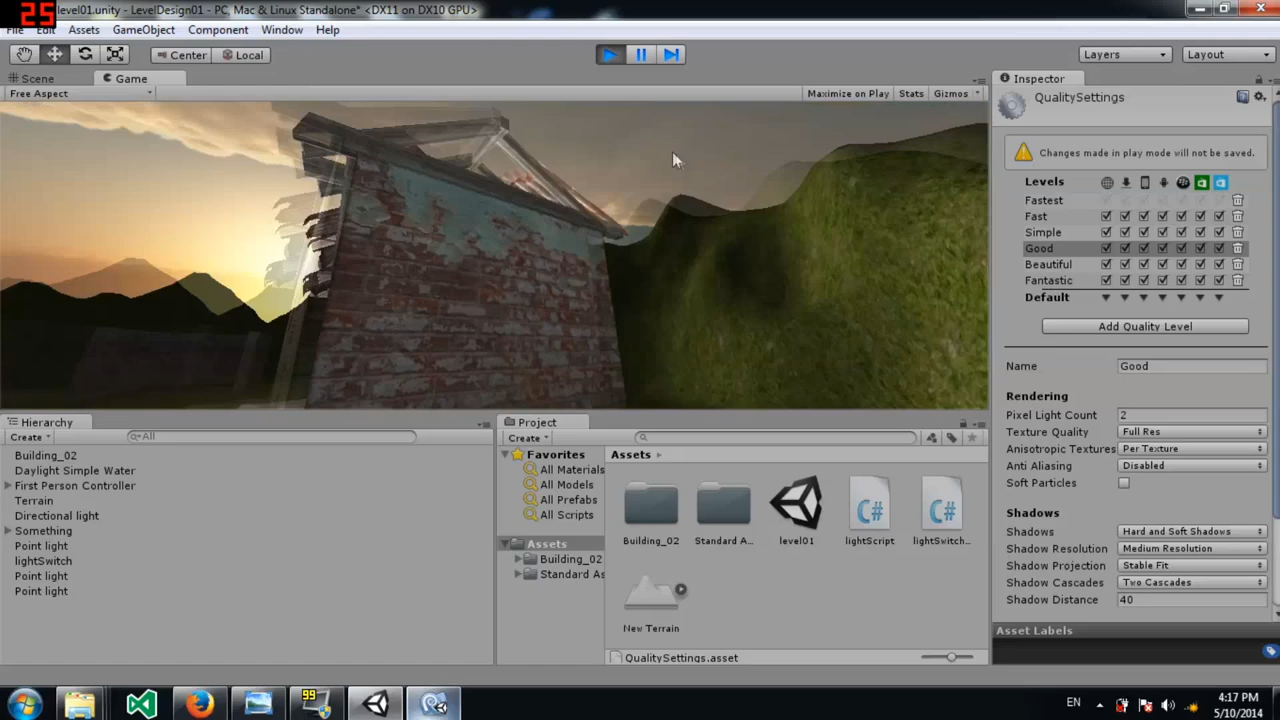 25
level01.unity - LevelDesign01 - PC, Mac & Linux Standalone* <DX11 on DX10 GPU>
File Edit Assets GameObject Component Window Help
Center Local Layers Layout
Scene Game
Free Aspect Maximize on Play Stats Gizmos
Inspector
QualitySettings
Changes made in play mode will not be saved.
Levels
Fastest
Fast
Simple
Good
Beautiful
Fantastic
Default
Add Quality Level
Name Good
Rendering
Pixel Light Count 2
Texture Quality Full Res
Anisotropic Textures Per Texture
Anti Aliasing Disabled
Soft Particles
Shadows
Shadows Hard and Soft Shadows
Shadow Resolution Medium Resolution
Shadow Projection Stable Fit
Shadow Cascades Two Cascades
Shadow Distance 40
Asset Labels
Hierarchy
Create All
Building_02
Daylight Simple Water
First Person Controller
Terrain
Directional light
Something
Point light
lightSwitch
Point light
Point light
Project
Create
Favorites
All Materials
All Models
All Prefabs
All Scripts
Assets
Building_02
Standard As
Assets
Building_02 Standard A... level01 lightScript lightSwitch...
New Terrain
QualitySettings.asset
99
EN
4:17 PM
5/10/2014